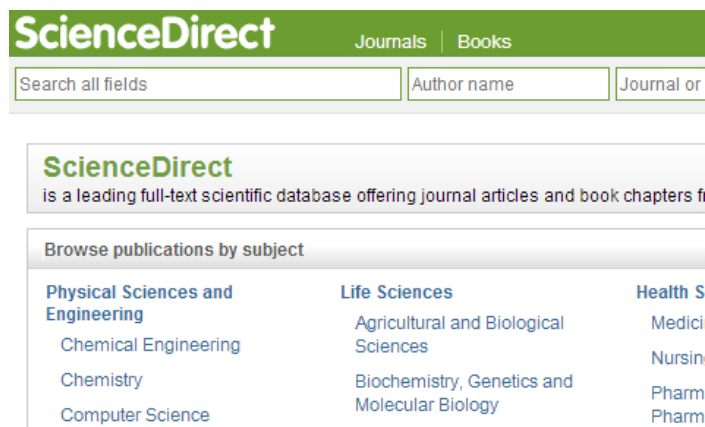 ScienceDirect
Journals | Books
Search all fields
Author name
Journal or
ScienceDirect
is a leading full-text scientific database offering journal articles and book chapters
Browse publications by subject
Physical Sciences and
Engineering
Chemical Engineering
Chemistry
Computer Science
Life Sciences
Agricultural and Biological
Sciences
Biochemistry, Genetics and
Molecular Biology
Health